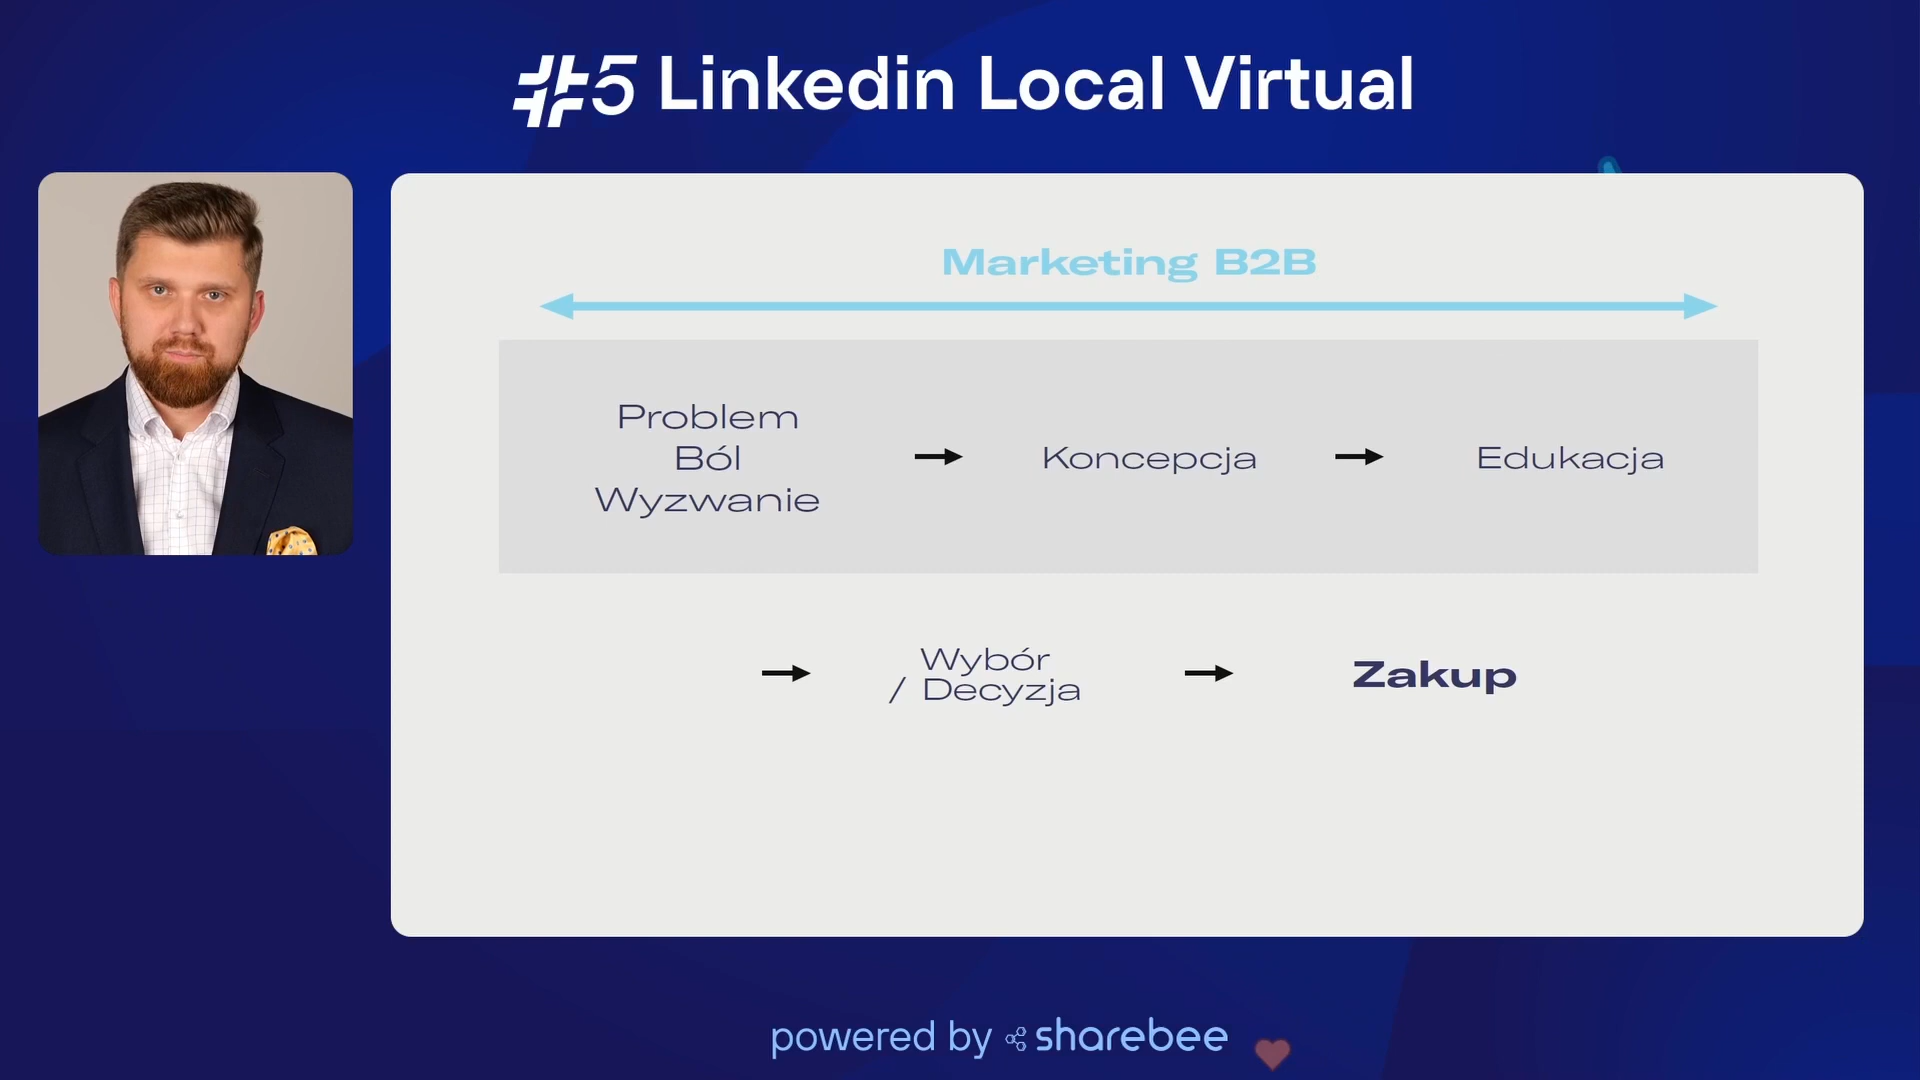 #5 Linkedin Local Virtual
Marketing B2B
Problem
Ból
Wyzwanie
Koncepcja
Edukacja
Wybór
/ Decyzja
Zakup
powered by sharebee